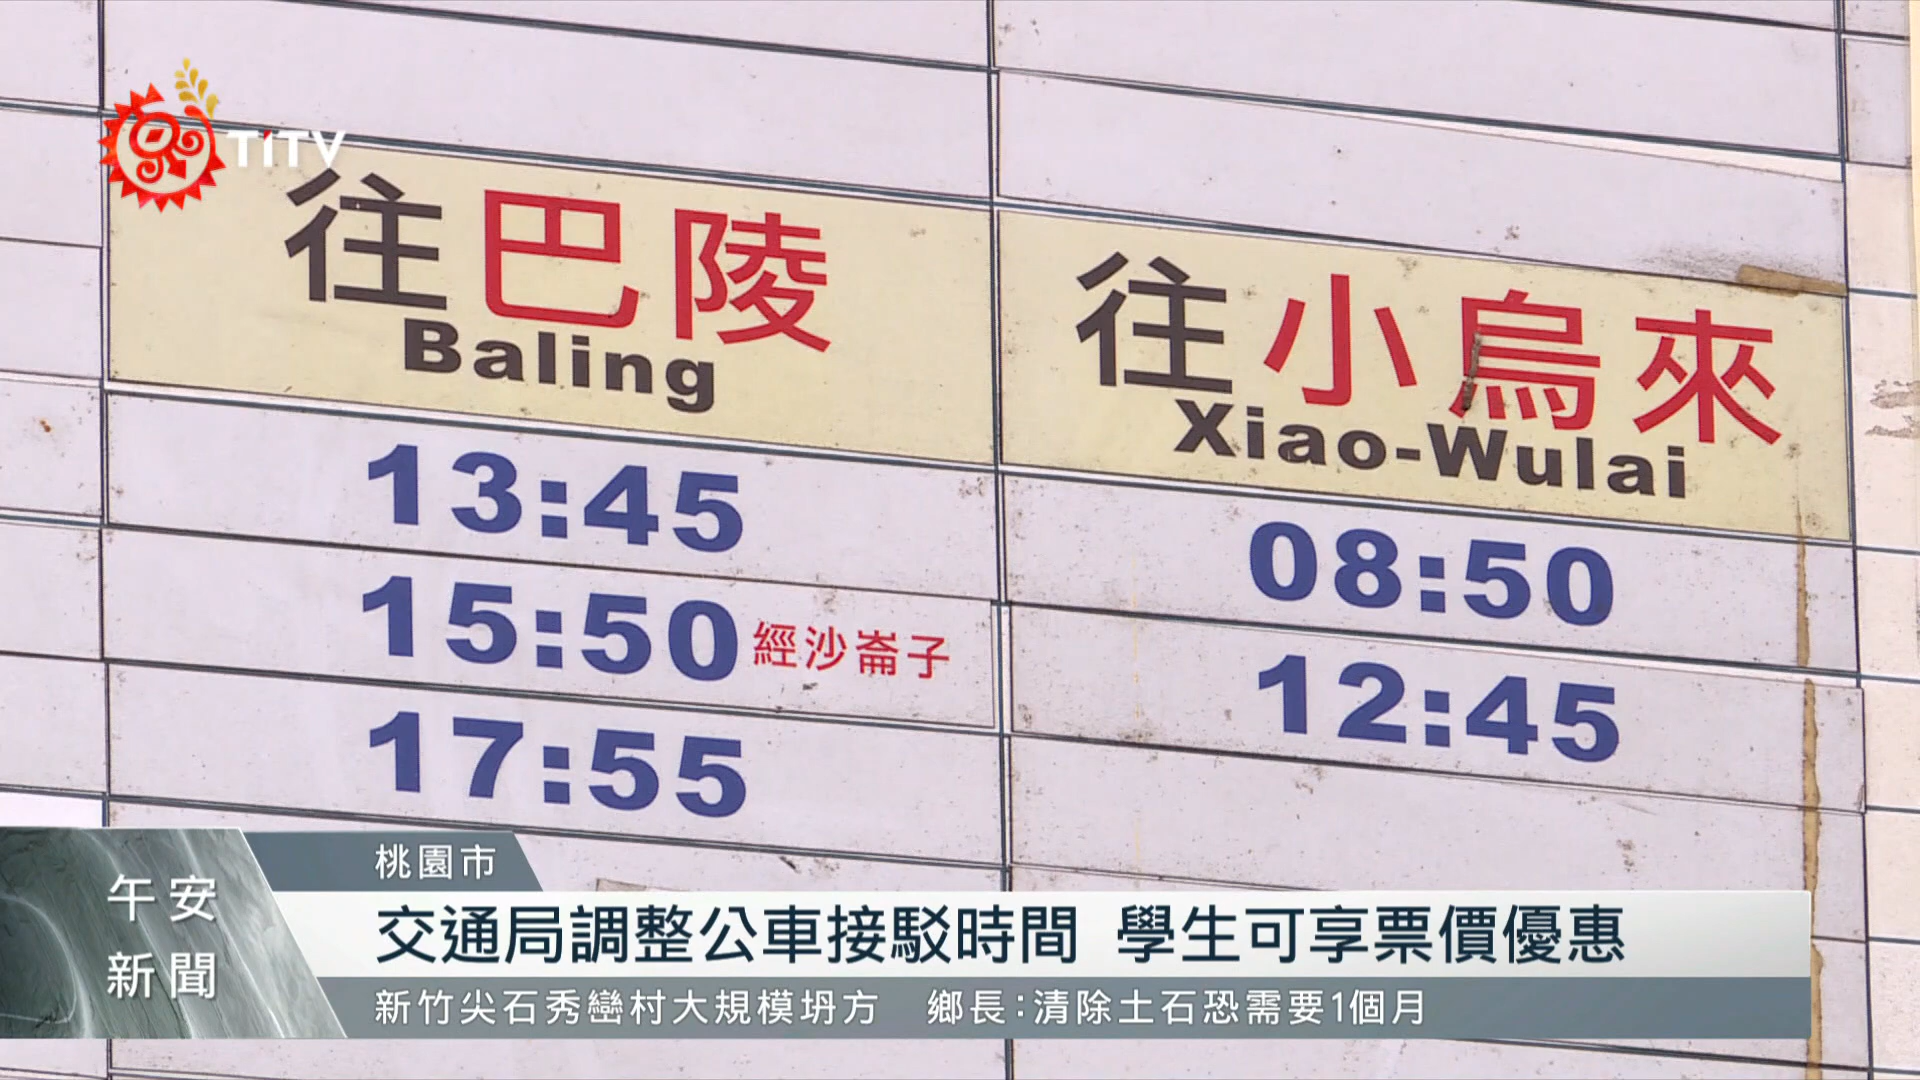 TiTV
往巴陵
Baling
13:45
15:50 經沙崙子
17:55
往小烏來
Xiao-Wulai
08:50
12:45
桃園市
午安
新聞
交通局調整公車接駁時間 學生可享票價優惠
新竹尖石秀巒村大規模坍方 鄉長:清除土石恐需要1個月